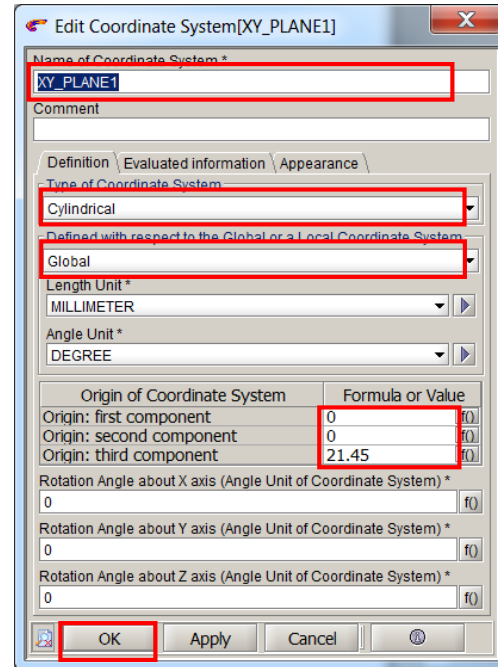 Edit Coordinate System[XY_PLANE1]
X
Name of Coordinate System *
XY_PLANE1
Comment
Definition Evaluated information Appearance
Type of Coordinate System
Cylindrical
Defined with respect to the Global or a Local Coordinate System
Global
Length Unit *
MILLIMETER
Angle Unit *
DEGREE
Origin of Coordinate System Formula or Value
Origin: first component 0 f()
Origin: second component 0 f()
Origin: third component 21.45 f()
Rotation Angle about X axis (Angle Unit of Coordinate System) *
0 f()
Rotation Angle about Y axis (Angle Unit of Coordinate System) *
0 f()
Rotation Angle about Z axis (Angle Unit of Coordinate System) *
0 f()
OK Apply Cancel